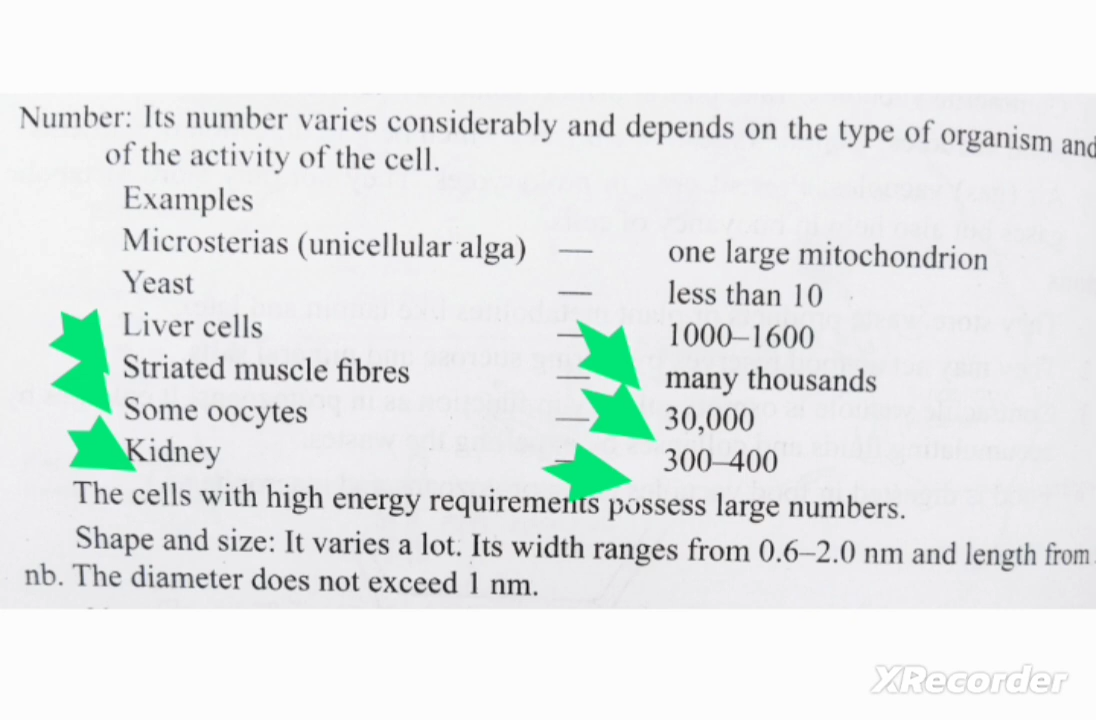 Number: Its number varies considerably and depends on the type of organism and
of the activity of the cell.
Examples
Microsterias (unicellular alga) — one large mitochondrion
Yeast — less than 10
Liver cells — 1000–1600
Striated muscle fibres — many thousands
Some oocytes — 30,000
Kidney — 300–400
The cells with high energy requirements possess large numbers.
Shape and size: It varies a lot. Its width ranges from 0.6–2.0 nm and length from
nb. The diameter does not exceed 1 nm.
XRecorder